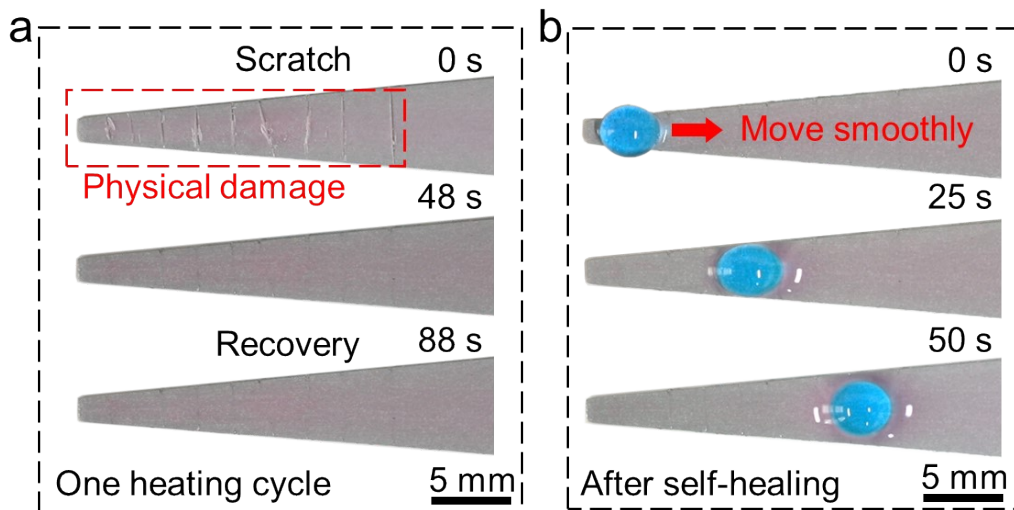 a
Scratch 0 s
Physical damage
48 s
Recovery 88 s
One heating cycle 5 mm
b
0 s
Move smoothly
25 s
50 s
After self-healing 5 mm